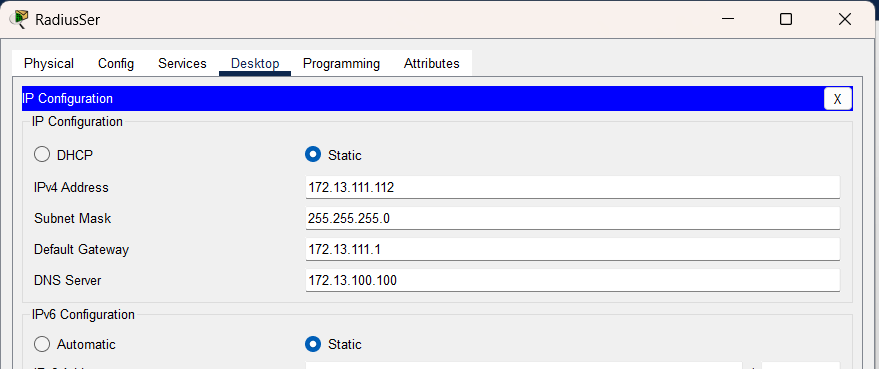 RadiusSer
Physical Config Services Desktop Programming Attributes
IP Configuration X
IP Configuration
DHCP Static
IPv4 Address 172.13.111.112
Subnet Mask 255.255.255.0
Default Gateway 172.13.111.1
DNS Server 172.13.100.100
IPv6 Configuration
Automatic Static